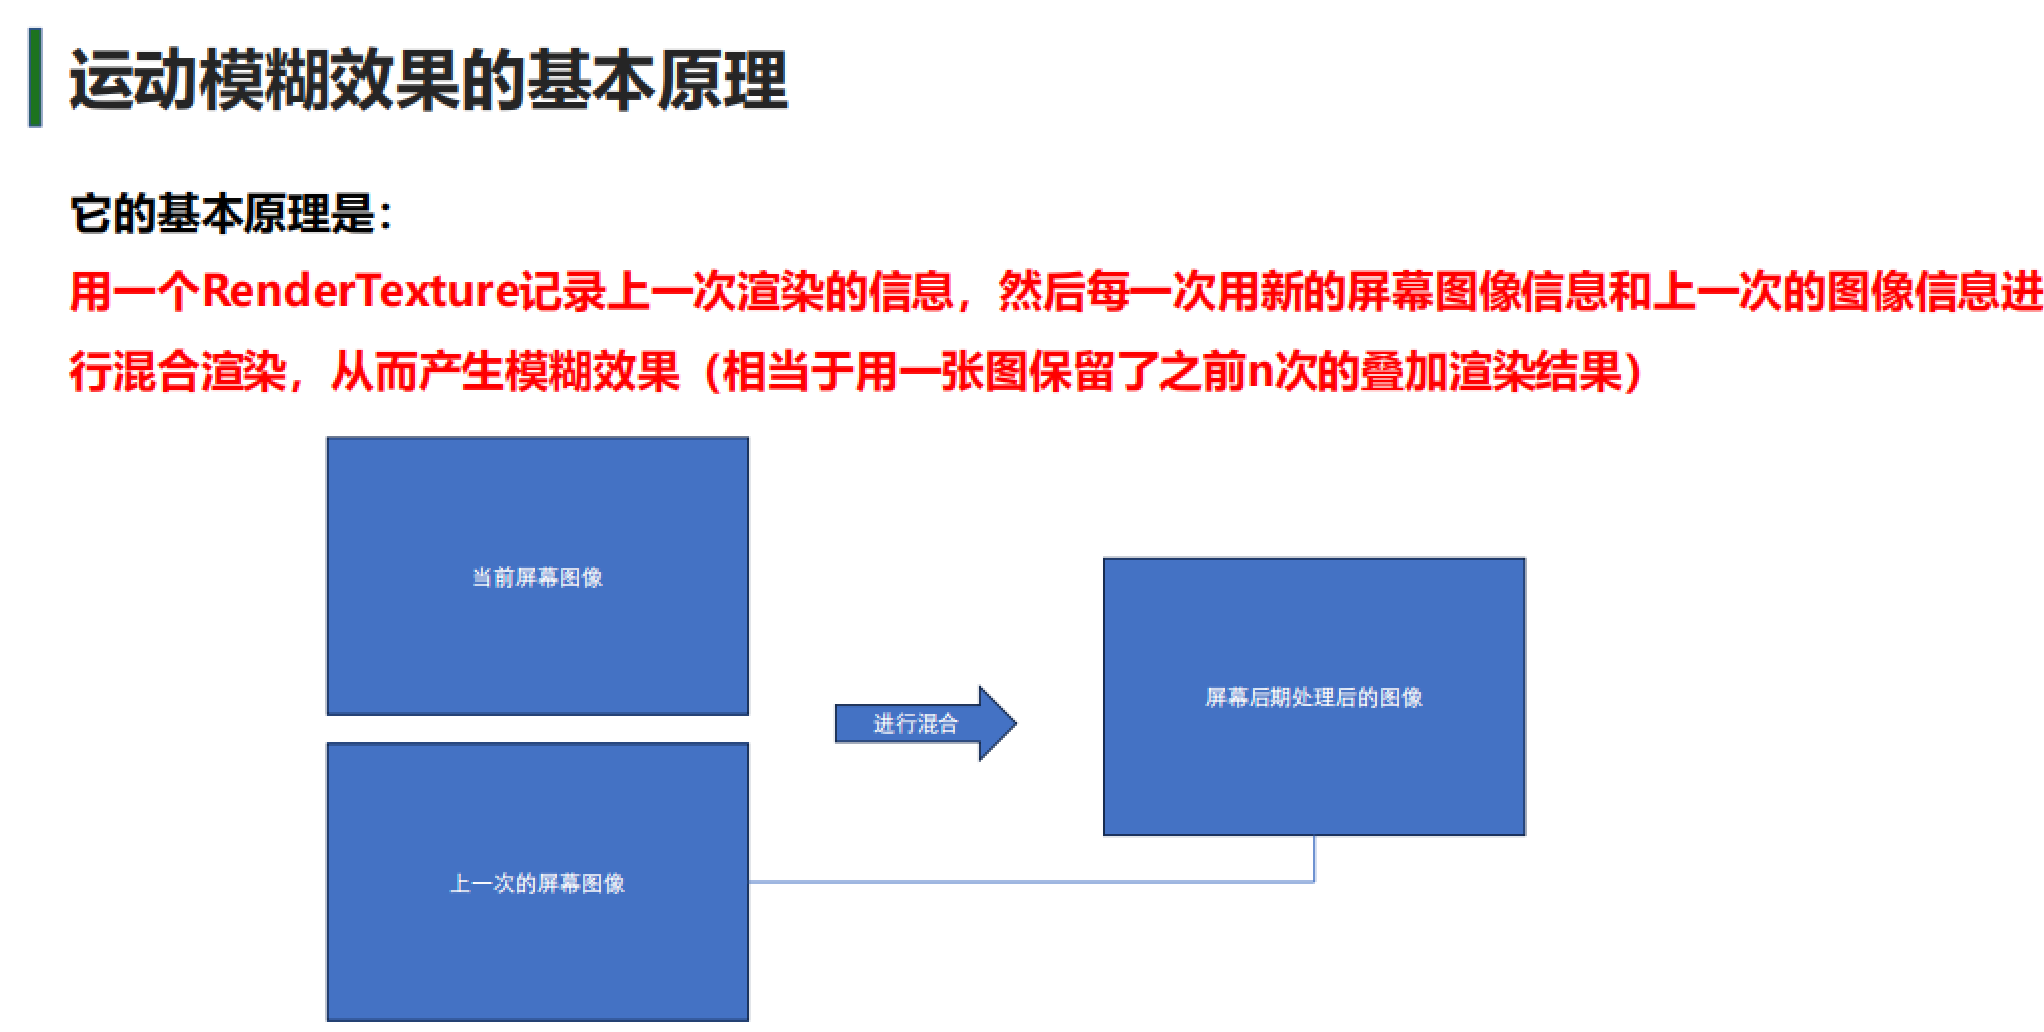 运动模糊效果的基本原理
它的基本原理是：
用一个RenderTexture记录上一次渲染的信息，然后每一次用新的屏幕图像信息和上一次的图像信息进
行混合渲染，从而产生模糊效果（相当于用一张图保留了之前n次的叠加渲染结果）
当前屏幕图像
进行混合
屏幕后期处理后的图像
上一次的屏幕图像